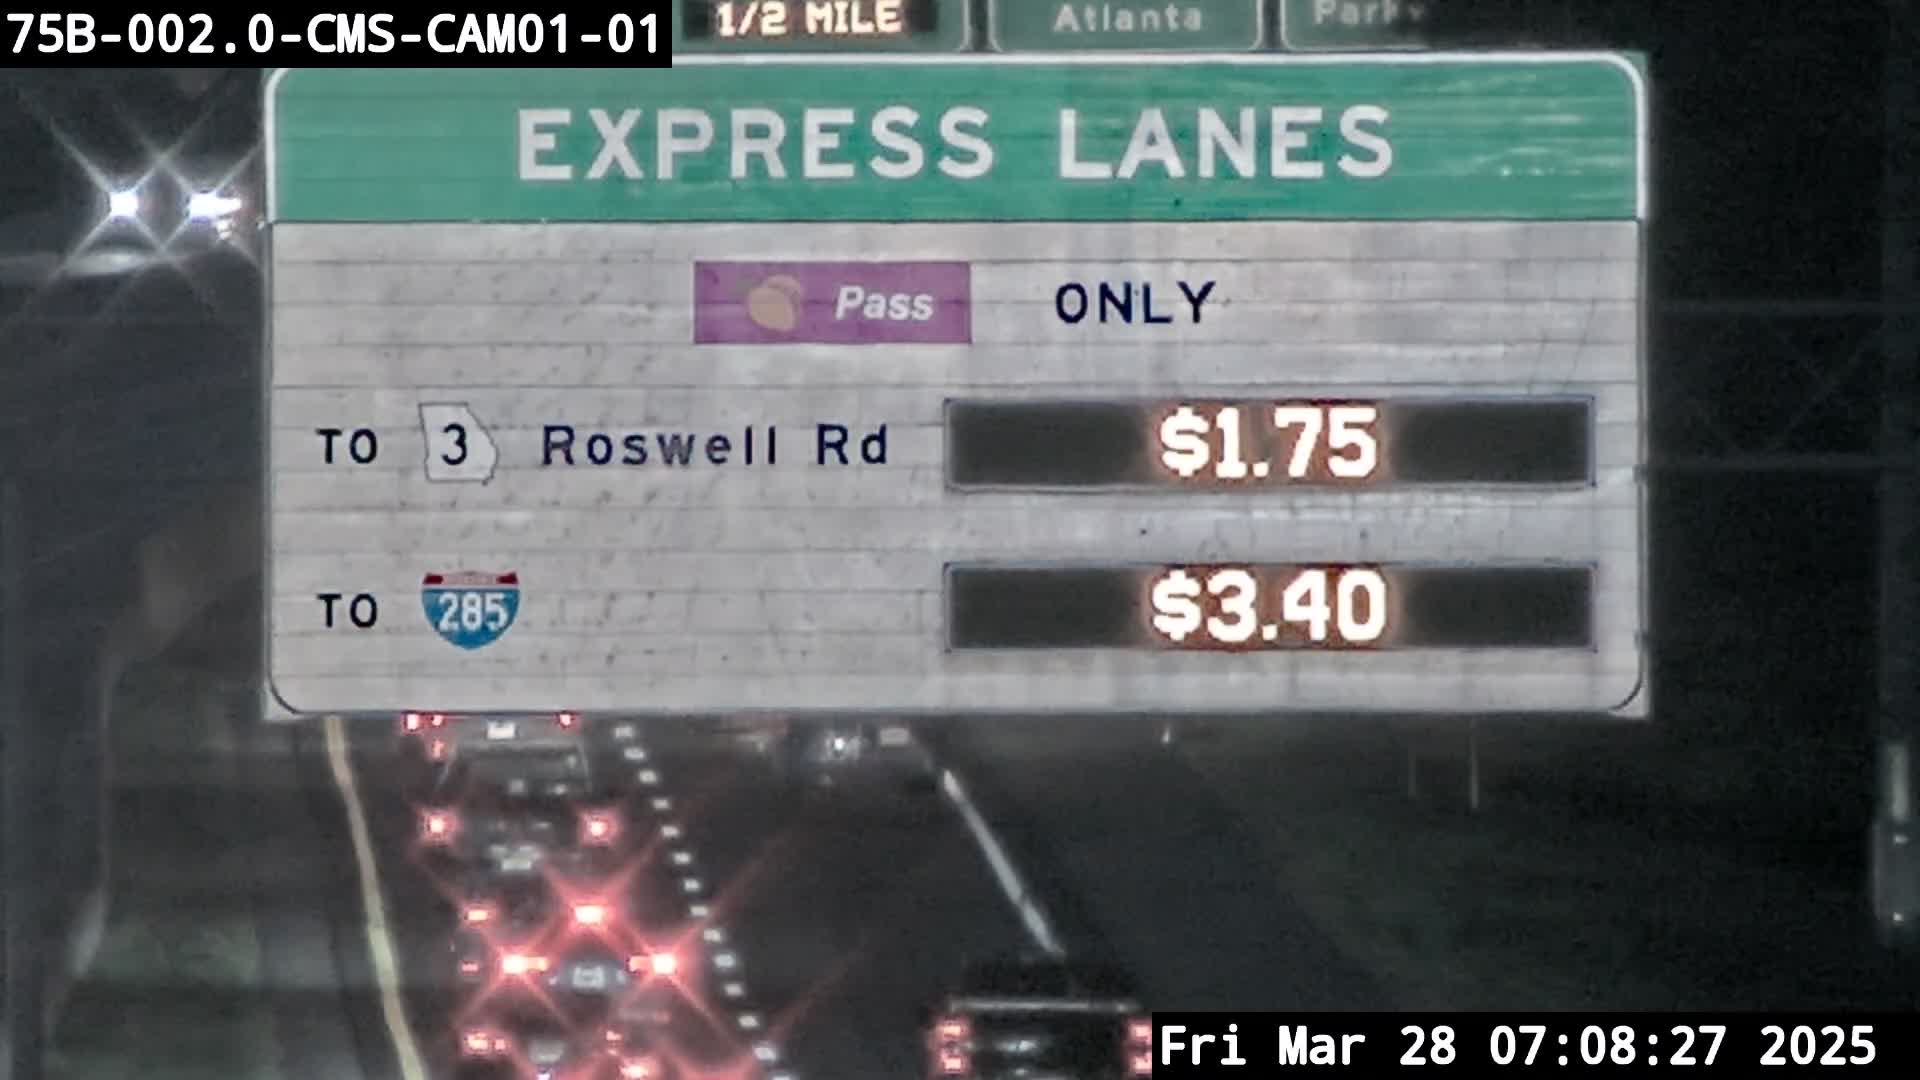 75B-002.0-CMS-CAM01-01
1/2 MILE
Atlanta
EXPRESS LANES
Pass ONLY
TO 3 Roswell Rd $1.75
TO 285 $3.40
Fri Mar 28 07:08:27 2025